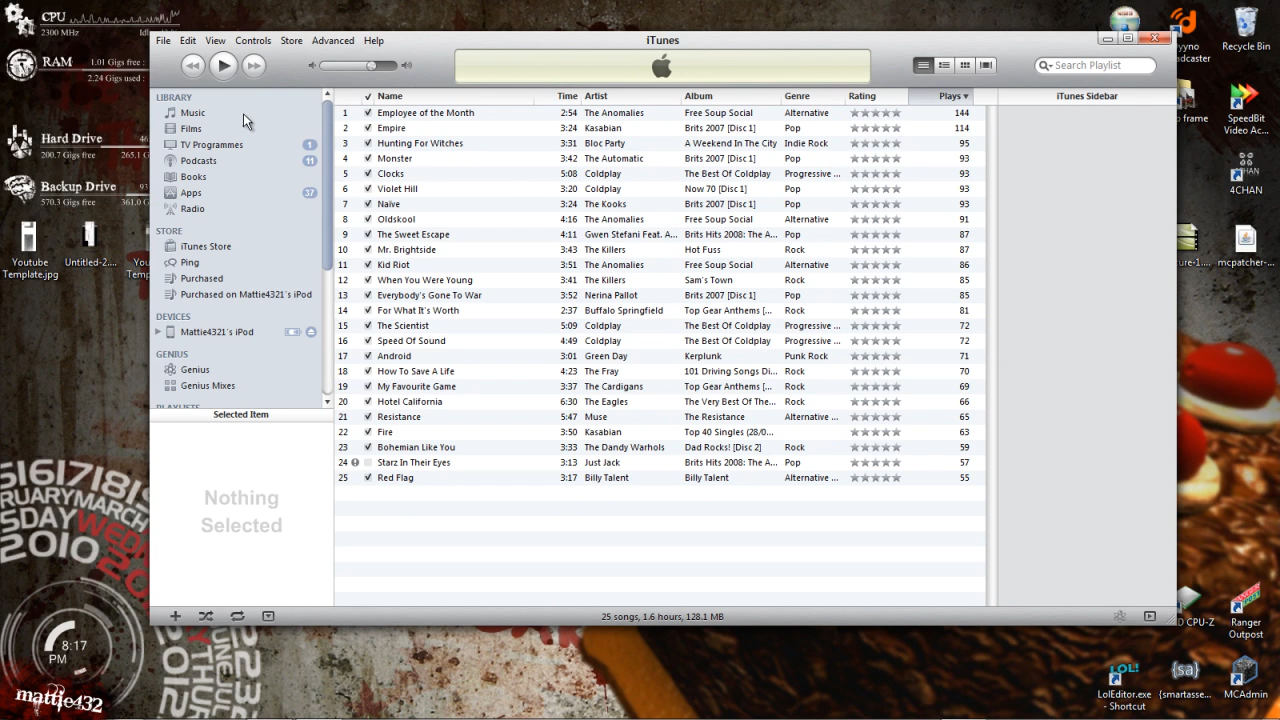 CPU
2300 MHz
RAM
1.01 Gigs free
2.24 Gigs used
Hard Drive
200.7 Gigs free
Backup Drive
570.3 Gigs free
Youtube
Template.jpg
Untitled-2....
8:17
PM
mattie432
2010
iTunes
File Edit View Controls Store Advanced Help
Search Playlist
LIBRARY
Music
Films
TV Programmes 1
Podcasts 11
Books
Apps 37
Radio
STORE
iTunes Store
Ping
Purchased
Purchased on Mattie4321's iPod
DEVICES
Mattie4321's iPod
GENIUS
Genius
Genius Mixes
PLAYLISTS
Selected Item
Nothing
Selected
Name Time Artist Album Genre Rating Plays
1 Employee of the Month 2:54 The Anomalies Free Soup Social Alternative 144
2 Empire 3:24 Kasabian Brits 2007 [Disc 1] Pop 114
3 Hunting For Witches 3:31 Bloc Party A Weekend In The City Indie Rock 95
4 Monster 3:42 The Automatic Brits 2007 [Disc 1] Pop 93
5 Clocks 5:08 Coldplay The Best Of Coldplay Progressive ... 93
6 Violet Hill 3:20 Coldplay Now 70 [Disc 1] Pop 93
7 Naïve 3:24 The Kooks Brits 2007 [Disc 1] Pop 93
8 Oldskool 4:16 The Anomalies Free Soup Social Alternative 91
9 The Sweet Escape 4:11 Gwen Stefani Feat. A... Brits Hits 2008: The A... Pop 87
10 Mr. Brightside 3:43 The Killers Hot Fuss Rock 87
11 Kid Riot 3:51 The Anomalies Free Soup Social Alternative 86
12 When You Were Young 3:41 The Killers Sam's Town Rock 85
13 Everybody's Gone To War 3:52 Nerina Pallot Brits 2007 [Disc 1] Pop 85
14 For What It's Worth 2:37 Buffalo Springfield Top Gear Anthems [... Rock 81
15 The Scientist 5:09 Coldplay The Best Of Coldplay Progressive ... 72
16 Speed Of Sound 4:49 Coldplay The Best Of Coldplay Progressive ... 72
17 Android 3:01 Green Day Kerplunk Punk Rock 71
18 How To Save A Life 4:23 The Fray 101 Driving Songs Di... Rock 70
19 My Favourite Game 3:37 The Cardigans Top Gear Anthems [... Rock 69
20 Hotel California 6:30 The Eagles The Very Best Of The... Rock 66
21 Resistance 5:47 Muse The Resistance Alternative ... 65
22 Fire 3:50 Kasabian Top 40 Singles (28/0... 63
23 Bohemian Like You 3:33 The Dandy Warhols Dad Rocks! [Disc 2] Rock 59
24 Starz In Their Eyes 3:13 Just Jack Brits Hits 2008: The A... Pop 57
25 Red Flag 3:17 Billy Talent Billy Talent Alternative ... 55
iTunes Sidebar
25 songs, 1.6 hours, 128.1 MB
Recycle Bin
SpeedBit
Video Ac...
4CHAN
mcpatcher-...
CPU-Z
Ranger
Outpost
LOL!
LolEditor.exe
- Shortcut
{sa}
{smartasse...
MCAdmin